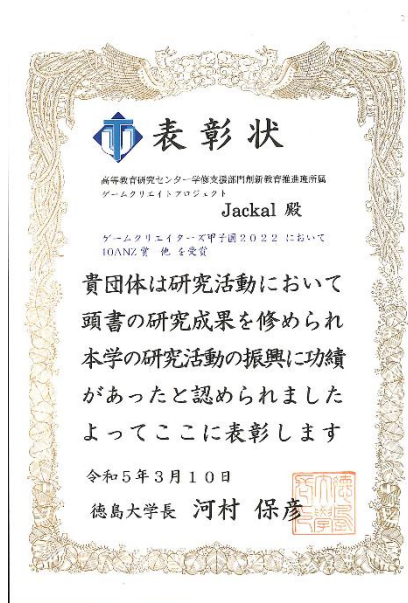 表彰状
高等教育研究センター学修支援部門創新教育推進班所属
ゲームクリエイトプロジェクト
Jackal 殿
ゲームクリエイターズ甲子園2022 において
10ANZ賞 他 を受賞
貴団体は研究活動において
頭書の研究成果を修められ
本学の研究活動の振興に功績
があったと認められました
よってここに表彰します
令和5年3月10日
徳島大学長 河村 保彦